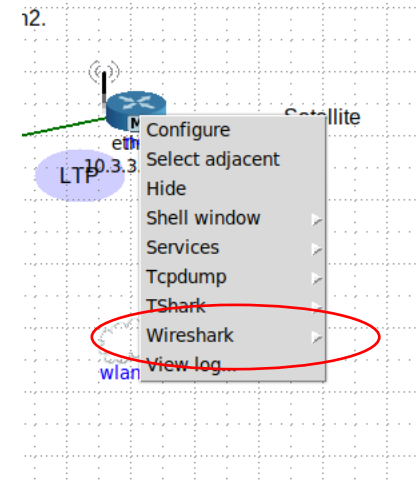 n2.
Satellite
M
eth
10.3.3
LTP
wlan
Configure
Select adjacent
Hide
Shell window
Services
Tcpdump
TShark
Wireshark
View log...